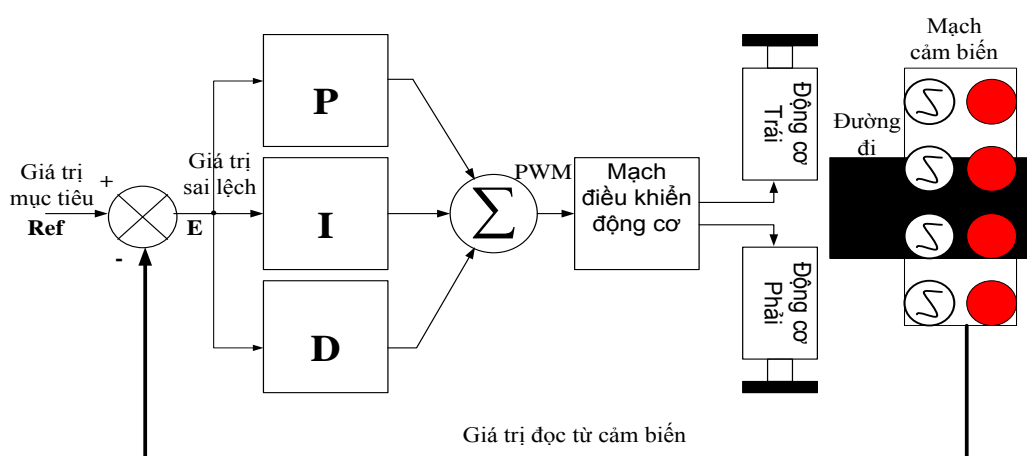 Mạch
cảm biến
P
Động cơ
Trái
Đường
đi
Giá trị
mục tiêu
+
Ref
-
Giá trị
sai lệch
E
I
Σ
PWM
Mạch
điều khiển
động cơ
D
Động cơ
Phải
Giá trị đọc từ cảm biến